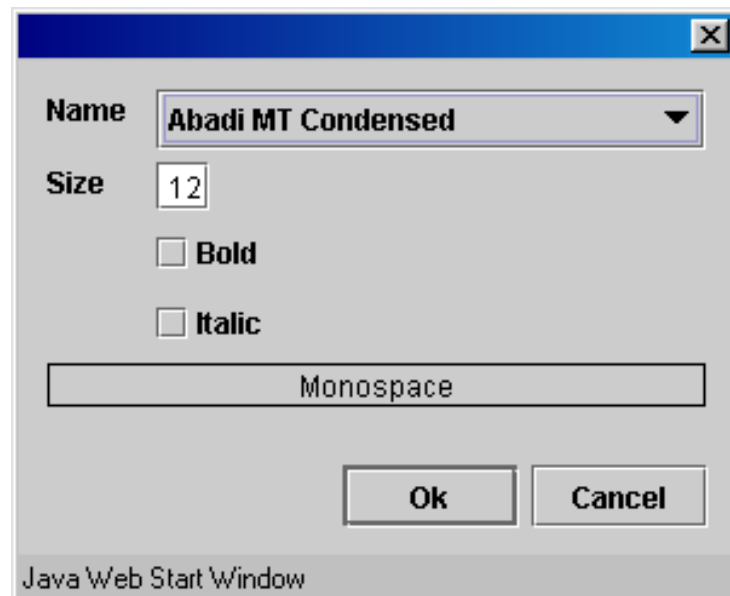 Name Abadi MT Condensed
Size 12
Bold
Italic
Monospace
Ok Cancel
Java Web Start Window